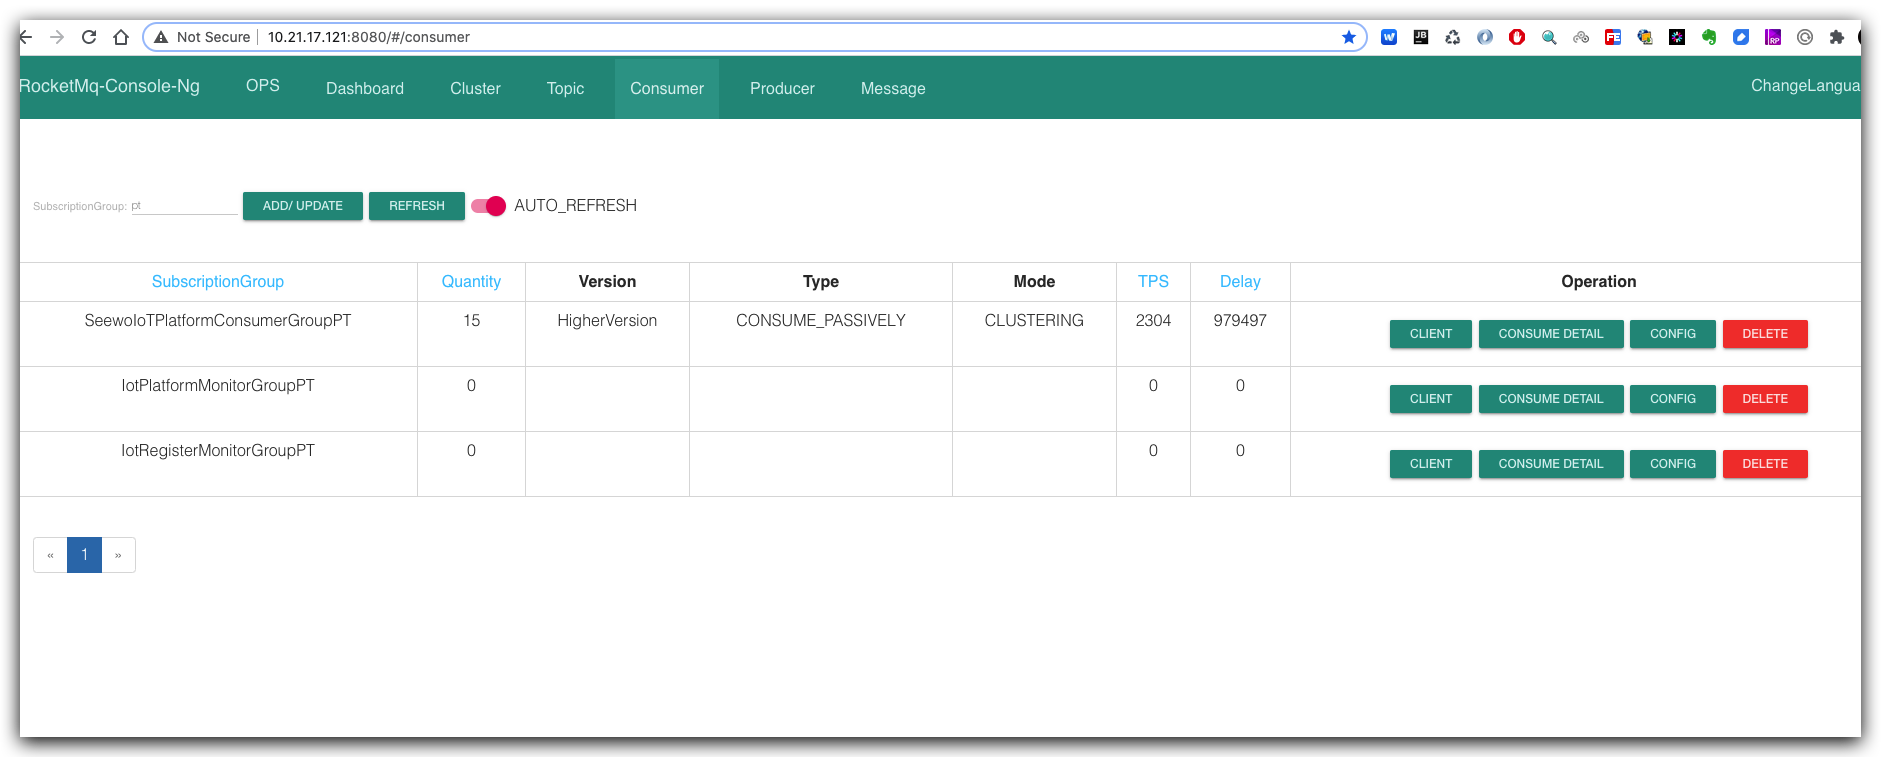 Not Secure 10.21.17.121:8080/#/consumer
RocketMq-Console-Ng OPS Dashboard Cluster Topic Consumer Producer Message ChangeLangua
SubscriptionGroup: pt ADD/ UPDATE REFRESH AUTO_REFRESH
SubscriptionGroup Quantity Version Type Mode TPS Delay Operation
SeewoIoTPlatformConsumerGroupPT 15 HigherVersion CONSUME_PASSIVELY CLUSTERING 2304 979497 CLIENT CONSUME DETAIL CONFIG DELETE
IotPlatformMonitorGroupPT 0 0 0 CLIENT CONSUME DETAIL CONFIG DELETE
IotRegisterMonitorGroupPT 0 0 0 CLIENT CONSUME DETAIL CONFIG DELETE
« 1 »